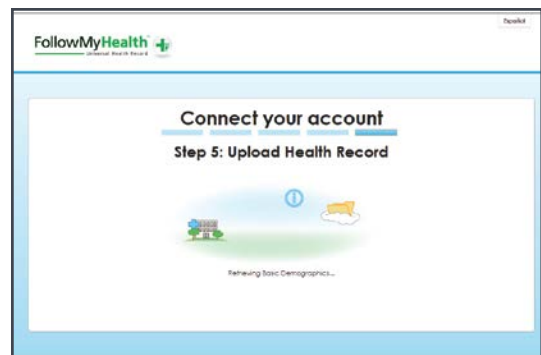 Español
FollowMyHealth
Universal Health Record
Connect your account
Step 5: Upload Health Record
Retrieving Basic Demographics...